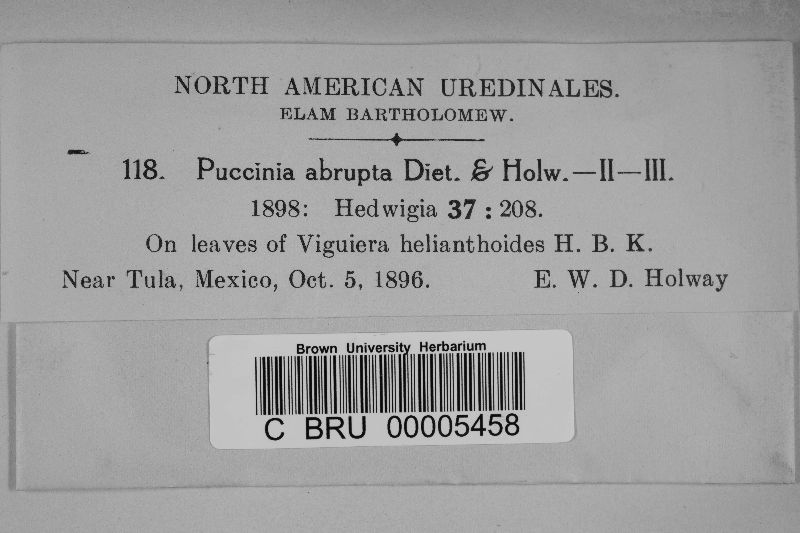 NORTH AMERICAN UREDINALES.
ELAM BARTHOLOMEW.
118. Puccinia abrupta Diet. & Holw.—II—III.
1898: Hedwigia 37 : 208.
On leaves of Viguiera helianthoides H. B. K.
Near Tula, Mexico, Oct. 5, 1896. E. W. D. Holway
Brown University Herbarium
C BRU 00005458